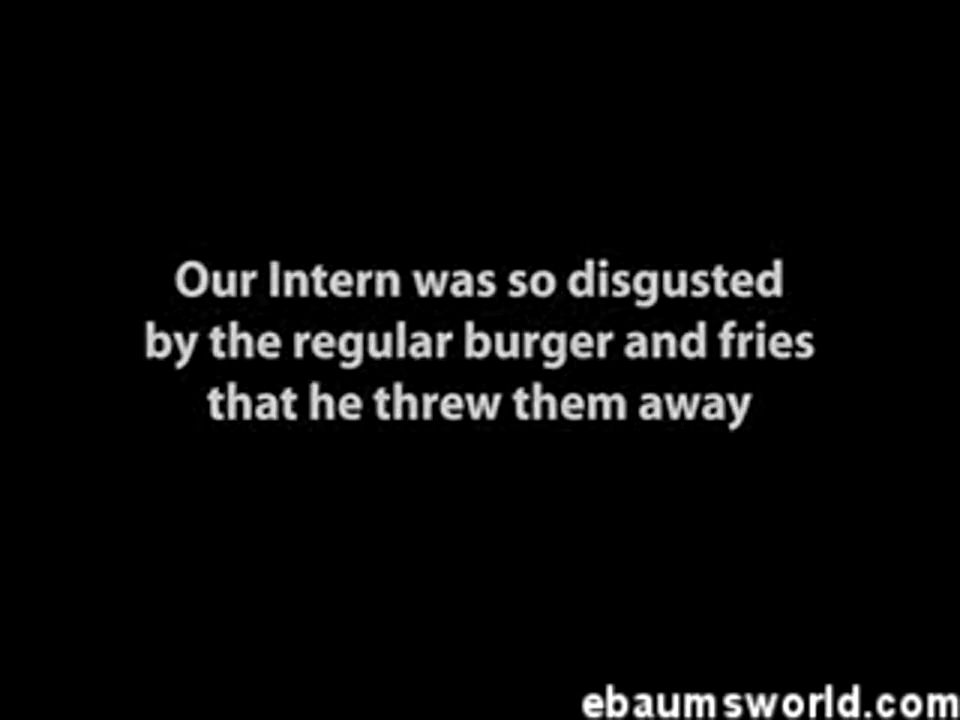 Our Intern was so disgusted
by the regular burger and fries
that he threw them away
ebaumsworld.com